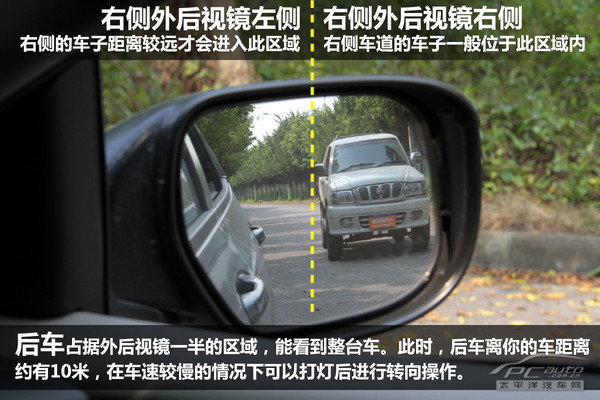 右侧外后视镜左侧
右侧的车子距离较远才会进入此区域
右侧外后视镜右侧
右侧车道的车子一般位于此区域内
后车占据外后视镜一半的区域，能看到整台车。此时，后车离你的车距离
约有10米，在车速较慢的情况下可以打灯后进行转向操作。
PCauto
太平洋汽车网